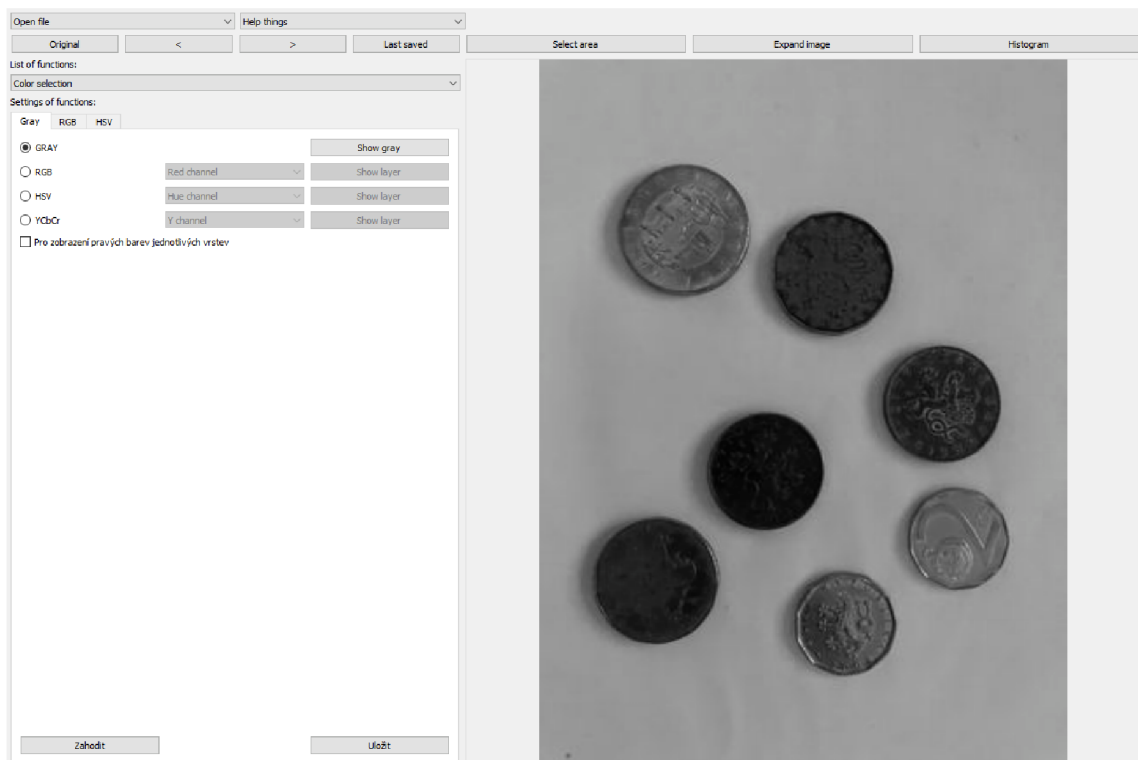 Open file Help things
Original < > Last saved Select area Expand image Histogram
List of functions:
Color selection
Settings of functions:
Gray RGB HSV
GRAY Show gray
RGB Red channel Show layer
HSV Hue channel Show layer
YCbCr Y channel Show layer
Pro zobrazení pravých barev jednotlivých vrstev
Zahodit Uložit